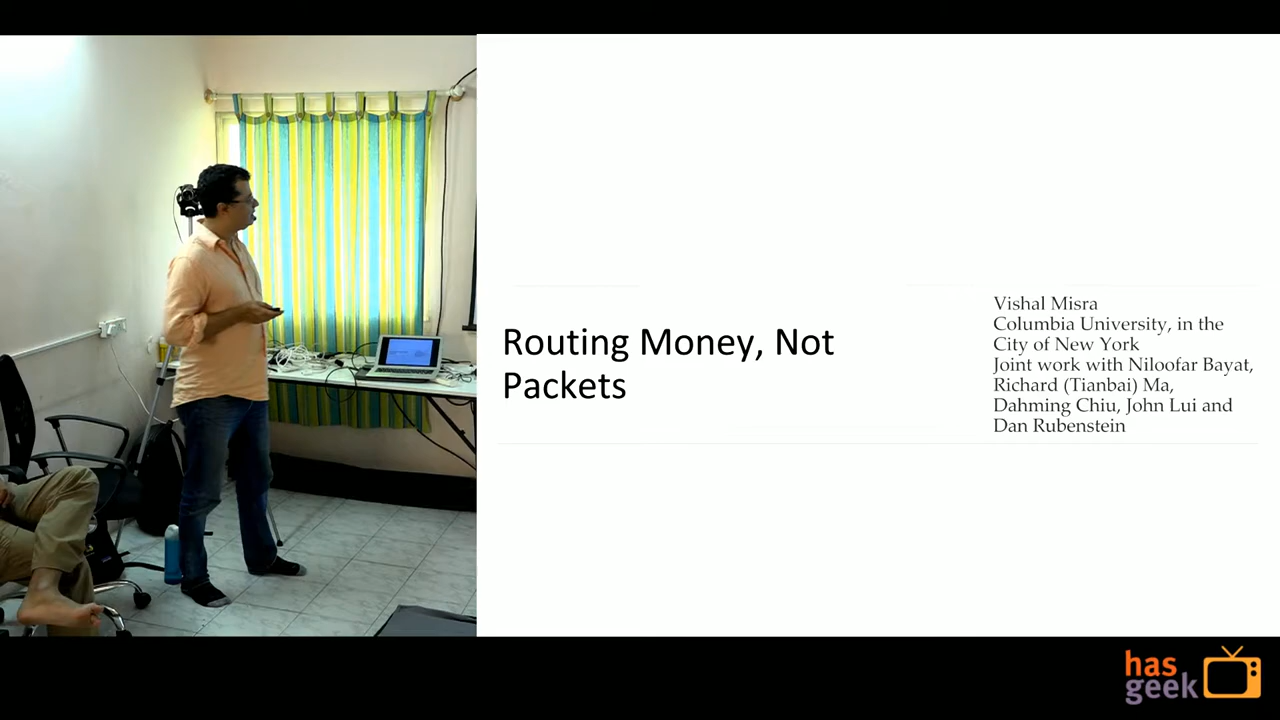 Routing Money, Not
Packets
Vishal Misra
Columbia University, in the
City of New York
Joint work with Niloofar Bayat,
Richard (Tianbai) Ma,
Dahming Chiu, John Lui and
Dan Rubenstein
has
geek